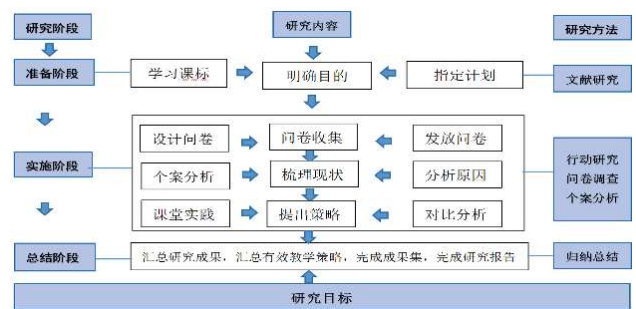 研究阶段
研究内容
研究方法
准备阶段
学习课标
明确目的
指定计划
文献研究
设计问卷
问卷收集
发放问卷
实施阶段
个案分析
梳理现状
分析原因
行动研究
问卷调查
个案分析
课堂实践
提出策略
对比分析
总结阶段
汇总研究成果，汇总有效教学策略，完成成果集，完成研究报告
归纳总结
研究目标